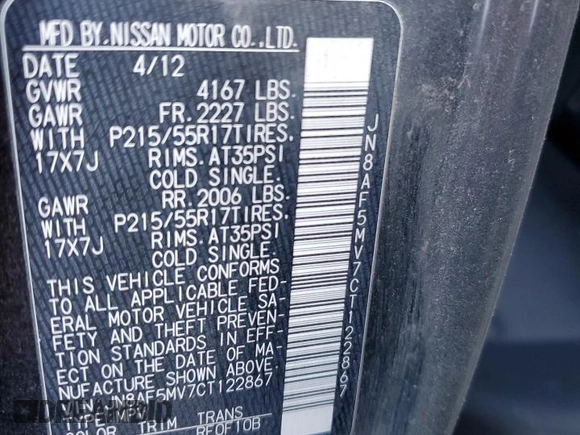 MFD BY.NISSAN MOTOR CO.,LTD.
DATE 4/12
GVWR 4167 LBS.
GAWR FR. 2227 LBS.
WITH P215/55R17TIRES.
17X7J RIMS.AT35PSI
COLD SINGLE.
GAWR RR. 2006 LBS.
WITH P215/55R17TIRES.
17X7J RIMS.AT35PSI
COLD SINGLE.
THIS VEHICLE CONFORMS
TO ALL APPLICABLE FED-
ERAL MOTOR VEHICLE SA-
FETY AND THEFT PREVEN-
TION STANDARDS IN EFF-
ECT ON THE DATE OF MA-
NUFACTURE SHOWN ABOVE.
JN8AF5MV7CT122867
COLOR TRIM TRANS
JN8AF5MV7CT122867